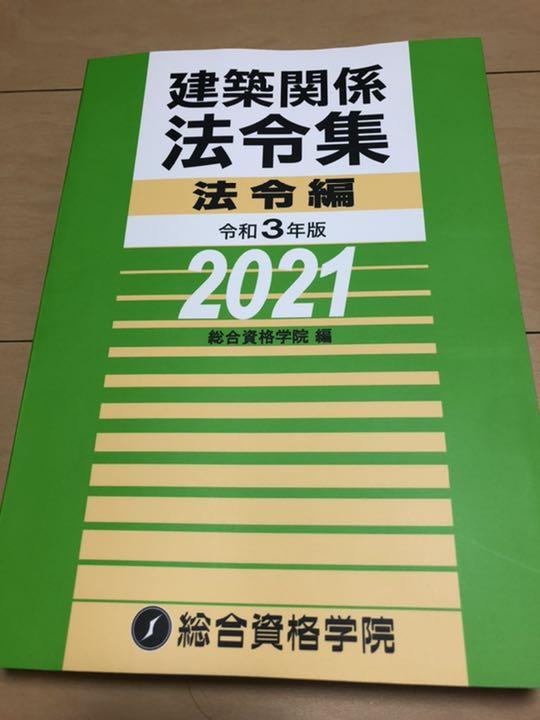 建築関係
法令集
法令編
令和3年版
2021
総合資格学院 編
総合資格学院